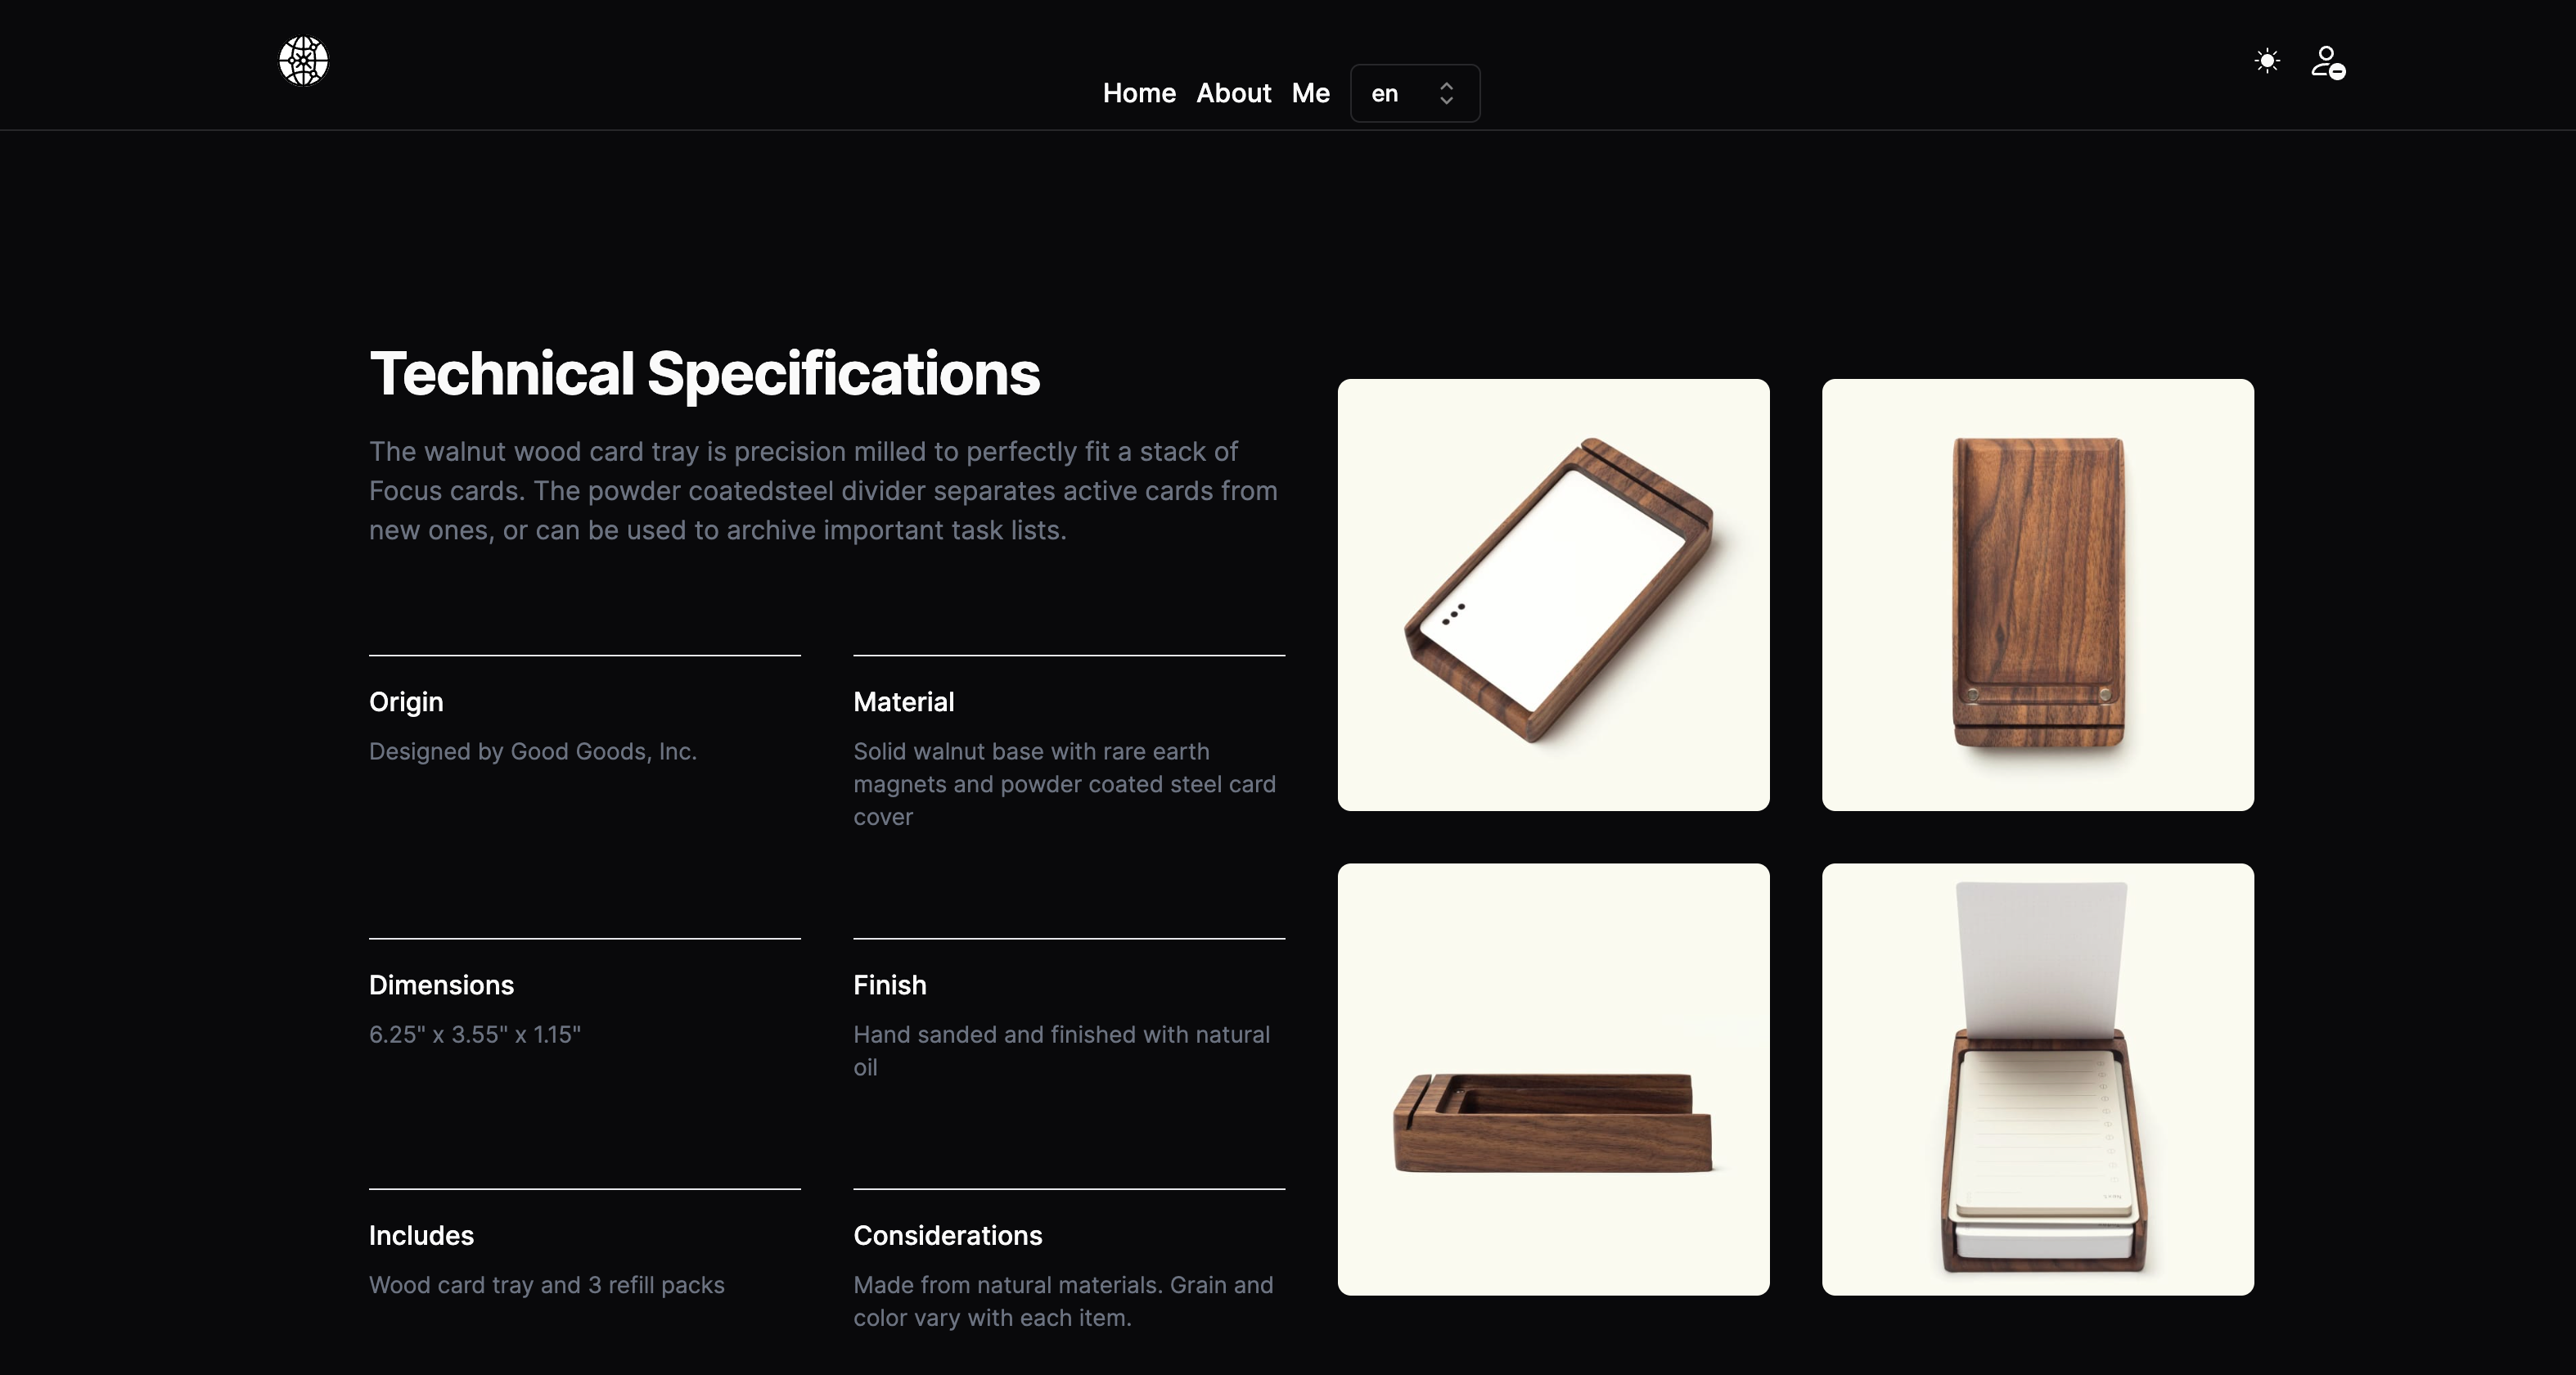 Home About Me en
Technical Specifications
The walnut wood card tray is precision milled to perfectly fit a stack of
Focus cards. The powder coatedsteel divider separates active cards from
new ones, or can be used to archive important task lists.
Origin
Designed by Good Goods, Inc.
Material
Solid walnut base with rare earth
magnets and powder coated steel card
cover
Dimensions
6.25" x 3.55" x 1.15"
Finish
Hand sanded and finished with natural
oil
Includes
Wood card tray and 3 refill packs
Considerations
Made from natural materials. Grain and
color vary with each item.